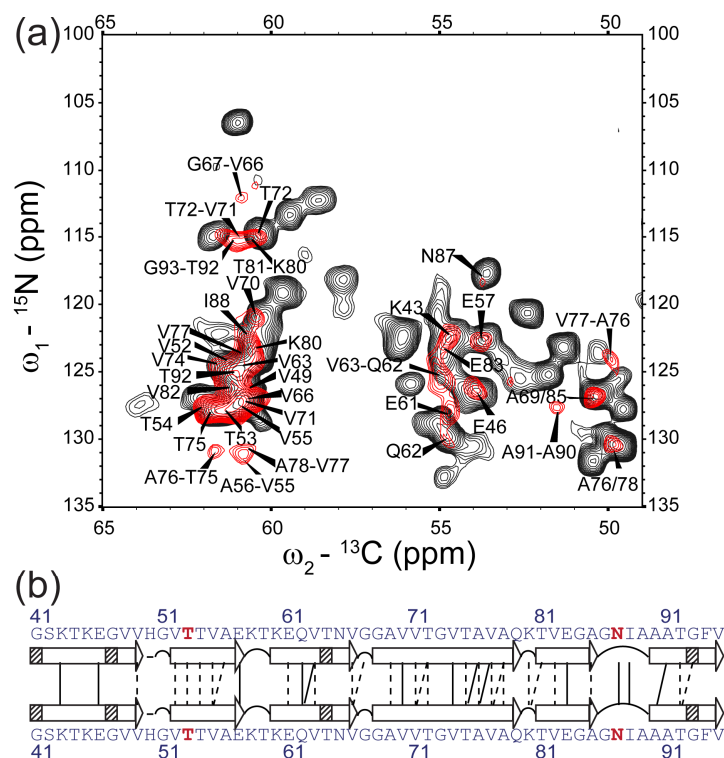 (a)
65 60 55 50
100
105
110
115
120
125
130
135
ω1 - 15N (ppm)
G67-V66
T72
T72-V71
G93-T92
T81-K80
V70
I88
V77
K80
V52
V74
V63
T92
V49
V82
V66
T54
V71
T75
T53
V55
A76-T75
A78-V77
A56-V55
N87
E57
K43
V77-A76
V63-Q62
E83
A69/85
E61
E46
Q62
A91-A90
A76/78
65 60 55 50
ω2 - 13C (ppm)
(b)
41 51 61 71 81 91
GSKTKEGVVHGVTTVAEKTKEQVTNVGGAVVTGVTAVAQKTVEGAGNIAAATGFV
GSKTKEGVVHGVTTVAEKTKEQVTNVGGAVVTGVTAVAQKTVEGAGNIAAATGFV
41 51 61 71 81 91